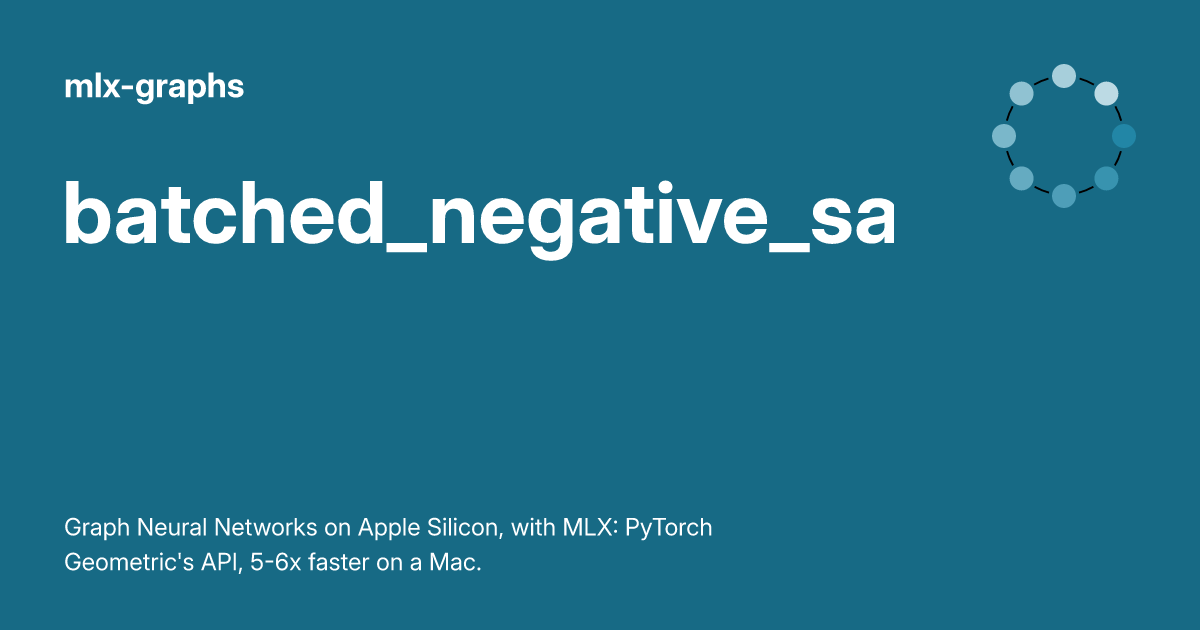 mlx-graphs
batched_negative_sa
Graph Neural Networks on Apple Silicon, with MLX: PyTorch
Geometric's API, 5-6x faster on a Mac.